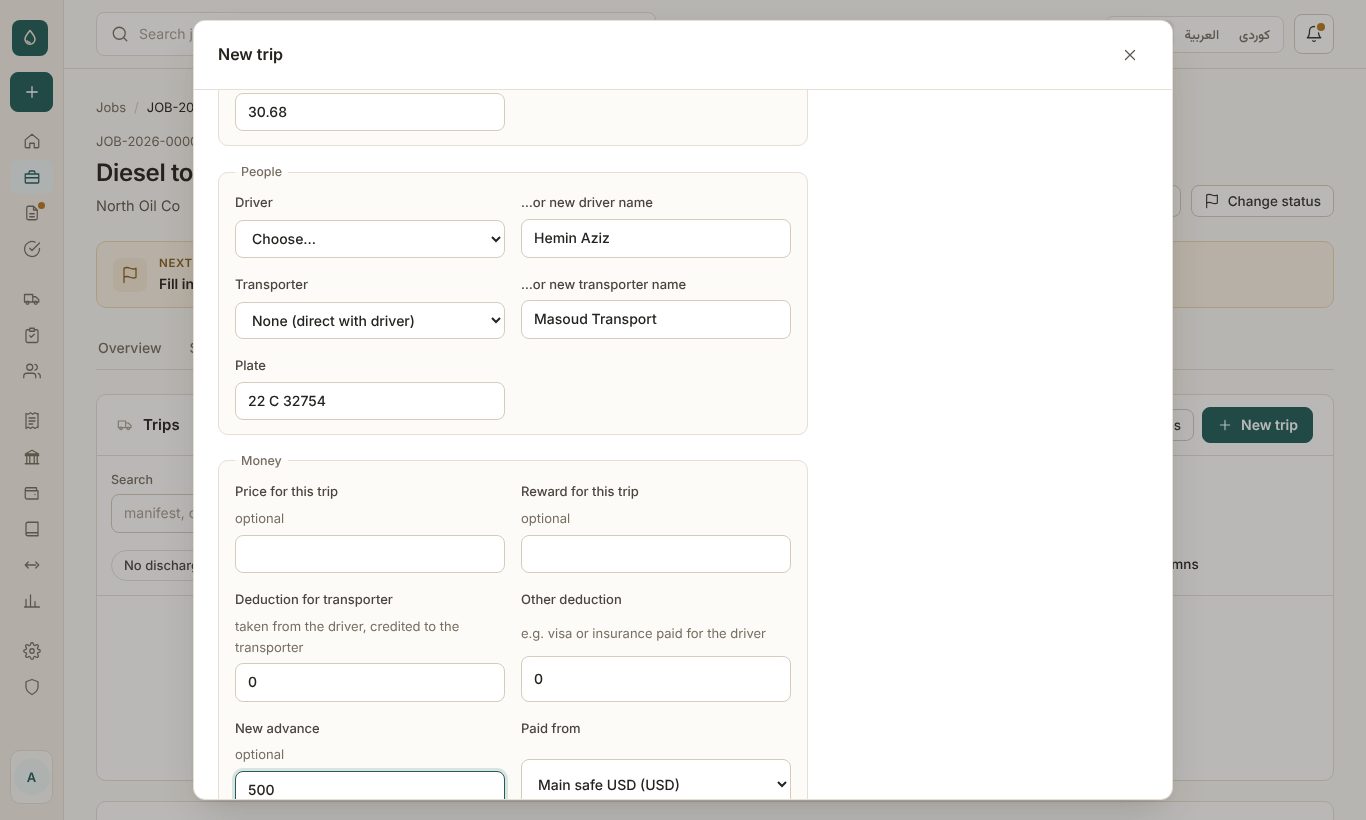 Search j
New trip
العربية
کوردی
Jobs / JOB-20
30.68
JOB-2026-0000
Diesel to
North Oil Co
Change status
People
Driver
...or new driver name
Choose...
Hemin Aziz
NEXT
Fill in
Transporter
...or new transporter name
None (direct with driver)
Masoud Transport
Overview
S
Plate
22 C 32754
Trips
s
New trip
Money
Search
Price for this trip
Reward for this trip
manifest, c
optional
optional
No discharg
mns
Deduction for transporter
Other deduction
taken from the driver, credited to the
transporter
e.g. visa or insurance paid for the driver
0
0
New advance
Paid from
optional
A
500
Main safe USD (USD)